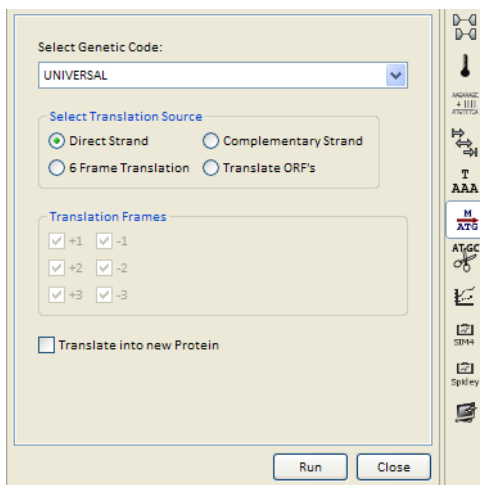 Select Genetic Code:
UNIVERSAL
Select Translation Source
Direct Strand
Complementary Strand
6 Frame Translation
Translate ORF's
Translation Frames
+1 -1
+2 -2
+3 -3
Translate into new Protein
Run
Close
T
AAA
M
ATG
AT-GC
SIM4
Spidey